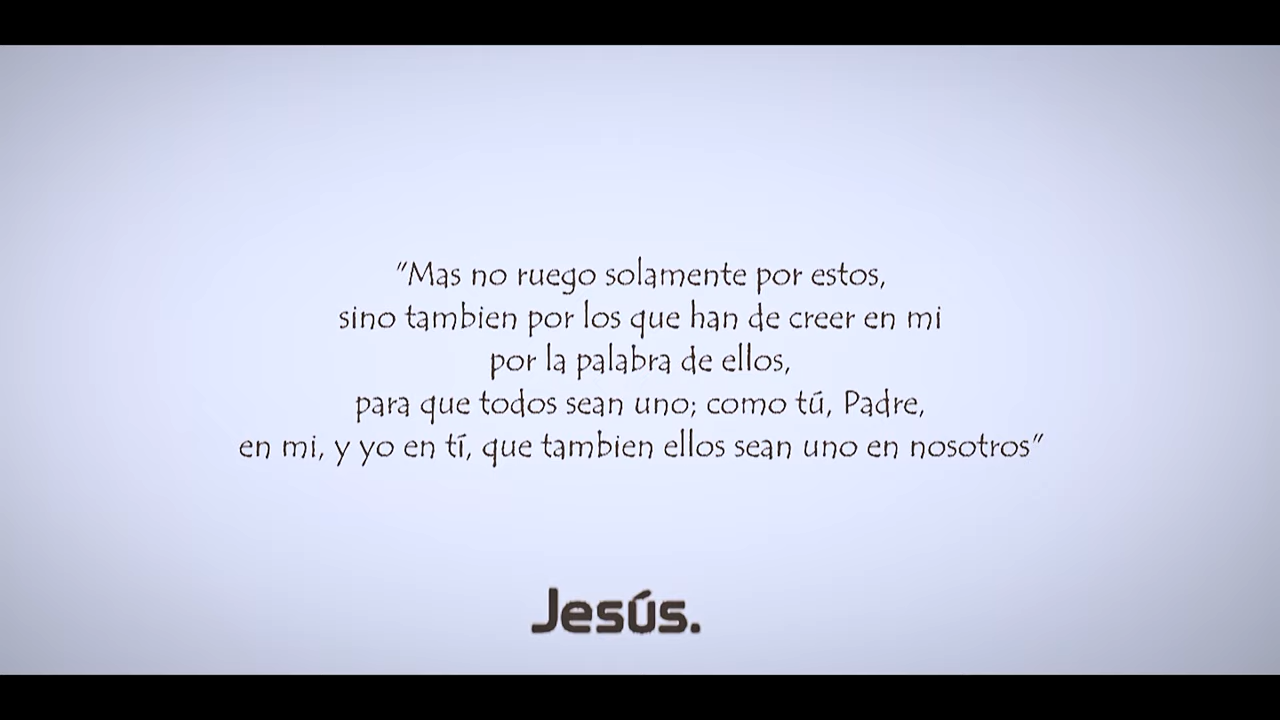 "Mas no ruego solamente por estos,
sino tambien por los que han de creer en mi
por la palabra de ellos,
para que todos sean uno; como tú, Padre,
en mi, y yo en tí, que tambien ellos sean uno en nosotros"
Jesús.